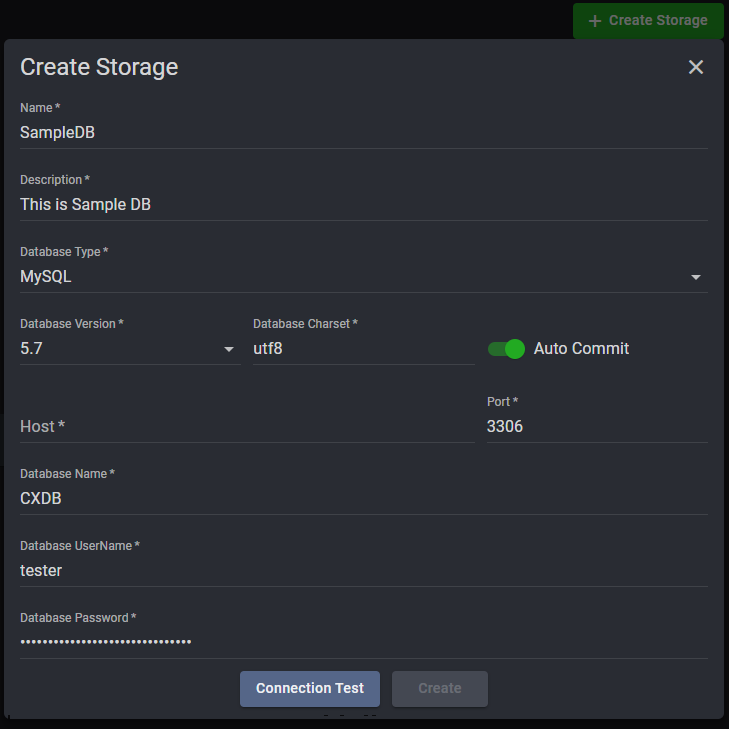 + Create Storage
Create Storage
Name *
SampleDB
Description *
This is Sample DB
Database Type *
MySQL
Database Version * Database Charset *
5.7 utf8 Auto Commit
Port *
Host * 3306
Database Name *
CXDB
Database UserName *
tester
Database Password *
•••••••••••••••••••••••••••••••
Connection Test Create